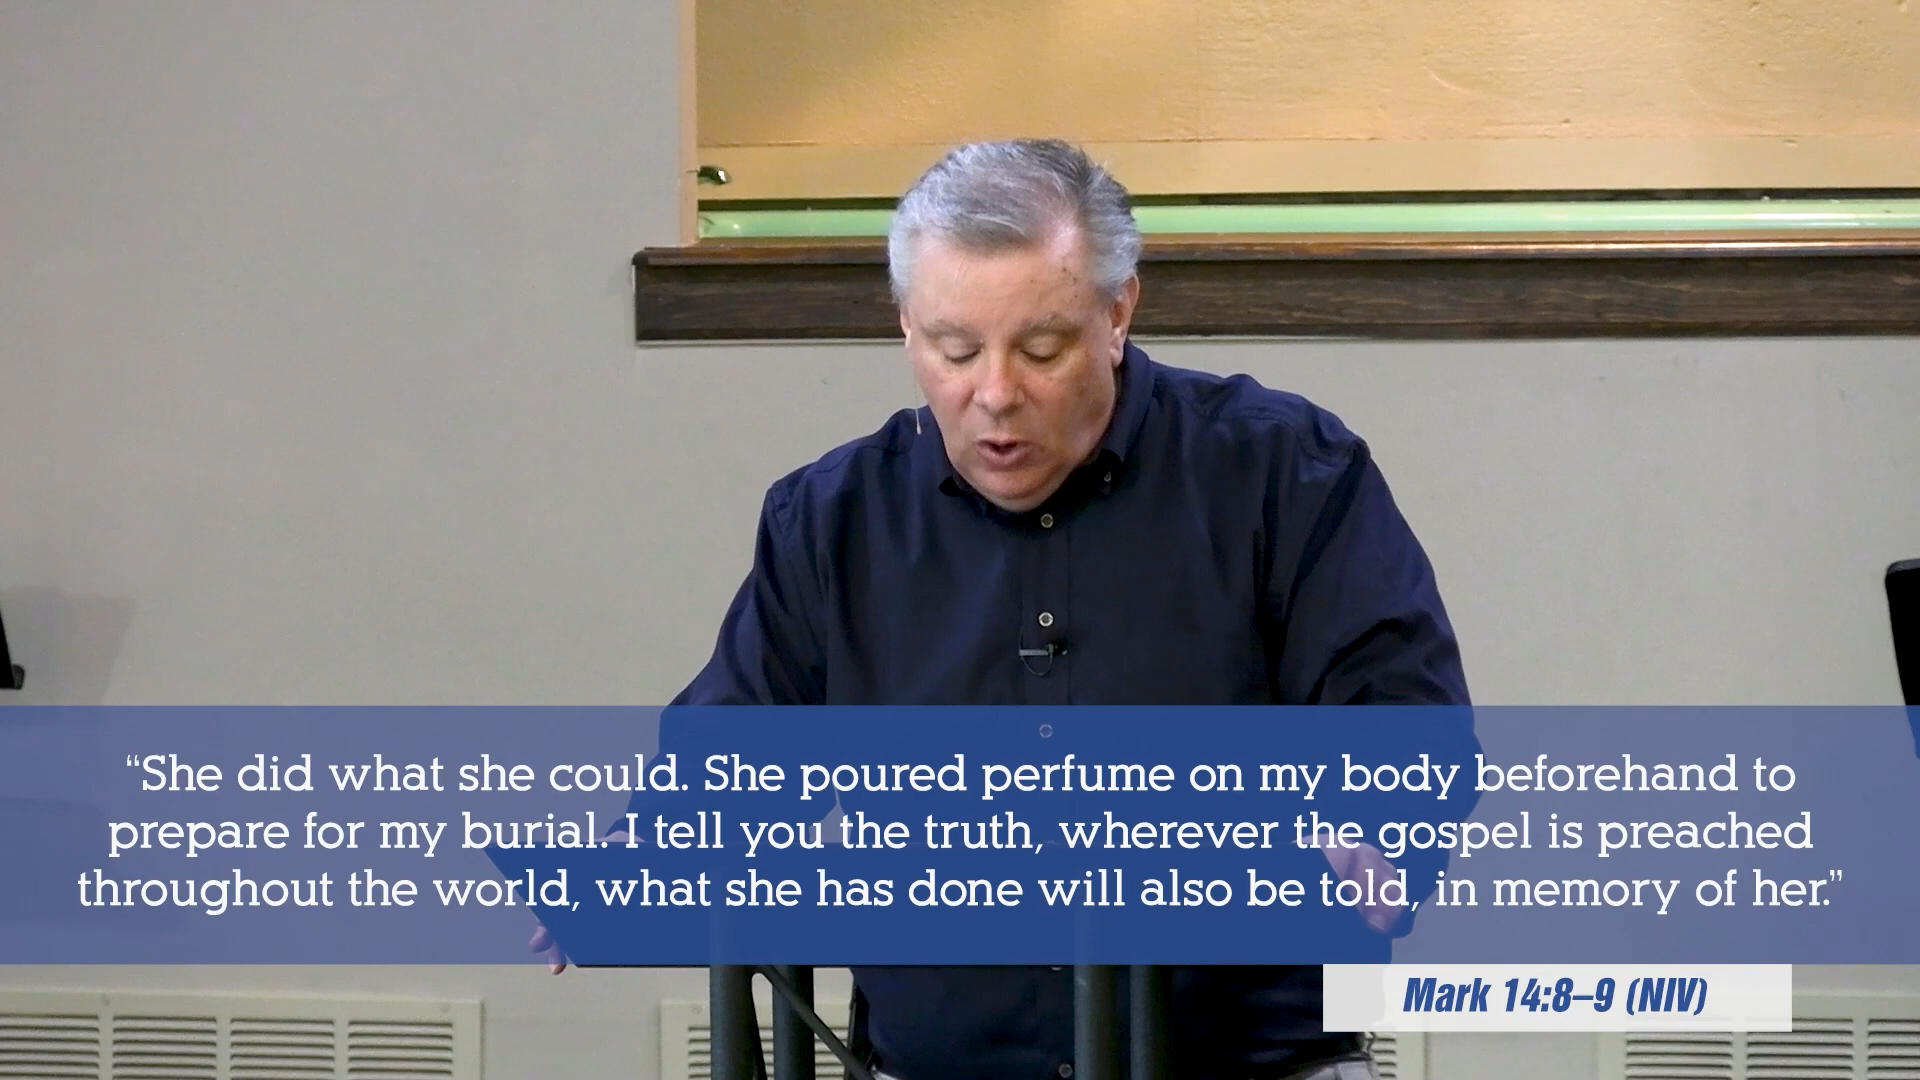 “She did what she could. She poured perfume on my body beforehand to
prepare for my burial. I tell you the truth, wherever the gospel is preached
throughout the world, what she has done will also be told, in memory of her.”
Mark 14:8–9 (NIV)